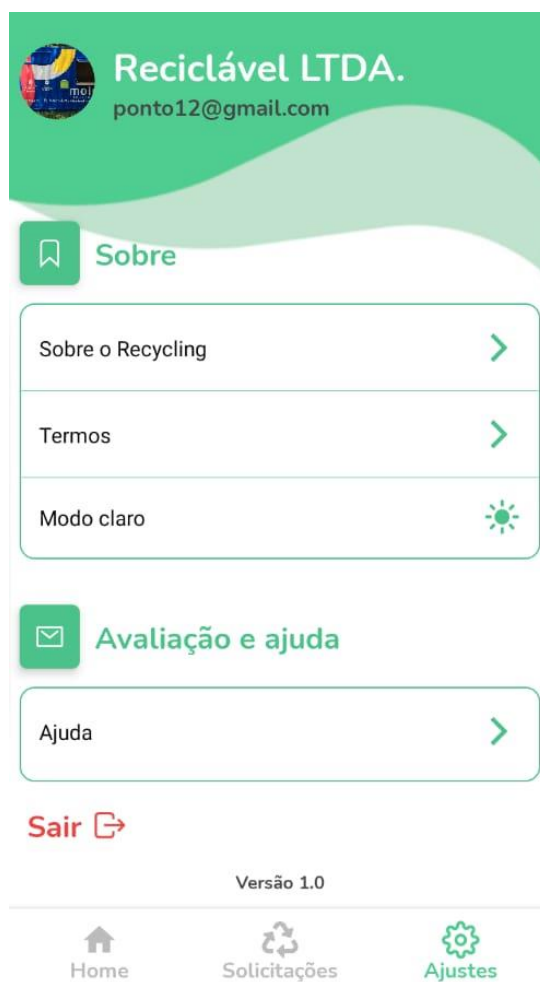 Reciclável LTDA.
ponto12@gmail.com
Sobre
Sobre o Recycling
Termos
Modo claro
Avaliação e ajuda
Ajuda
Sair
Versão 1.0
Home
Solicitações
Ajustes